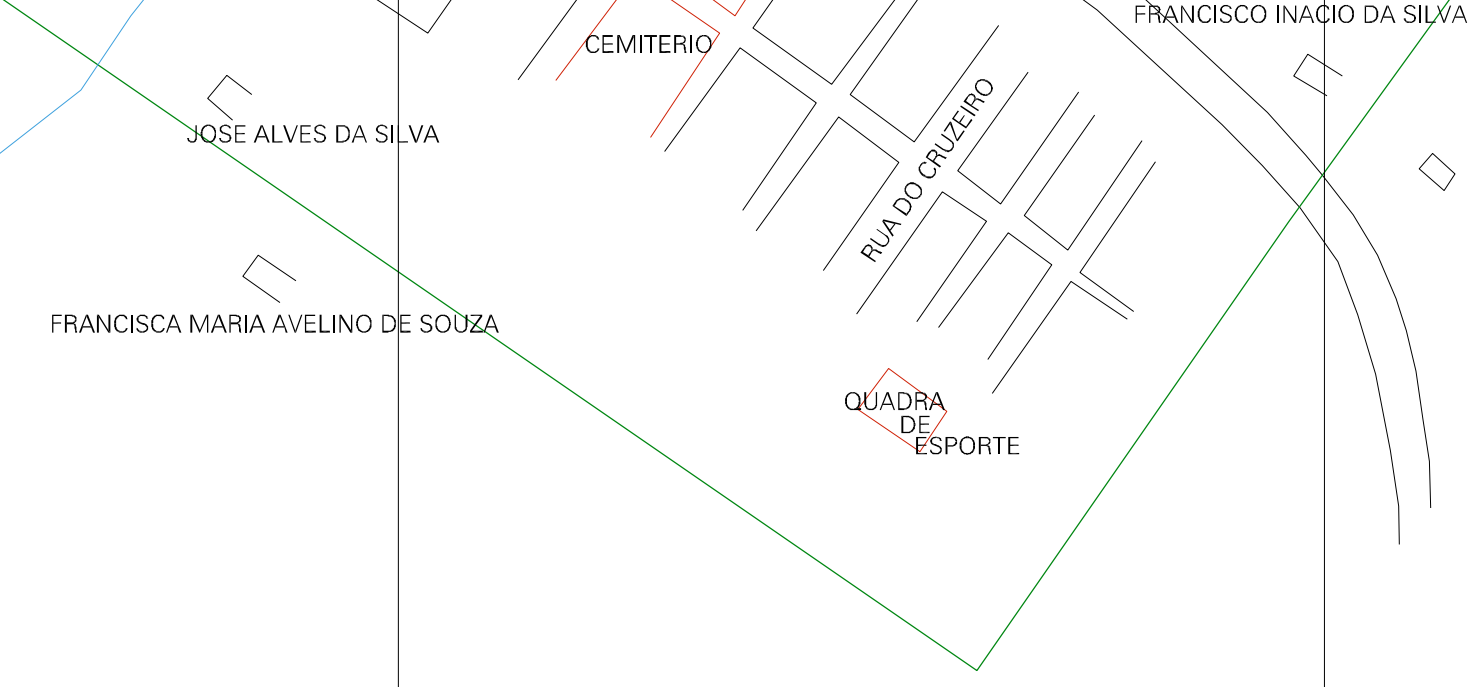 FRANCISCO INACIO DA SILVA
CEMITERIO
JOSE ALVES DA SILVA
RUA DO CRUZEIRO
FRANCISCA MARIA AVELINO DE SOUZA
QUADRA
DE
ESPORTE